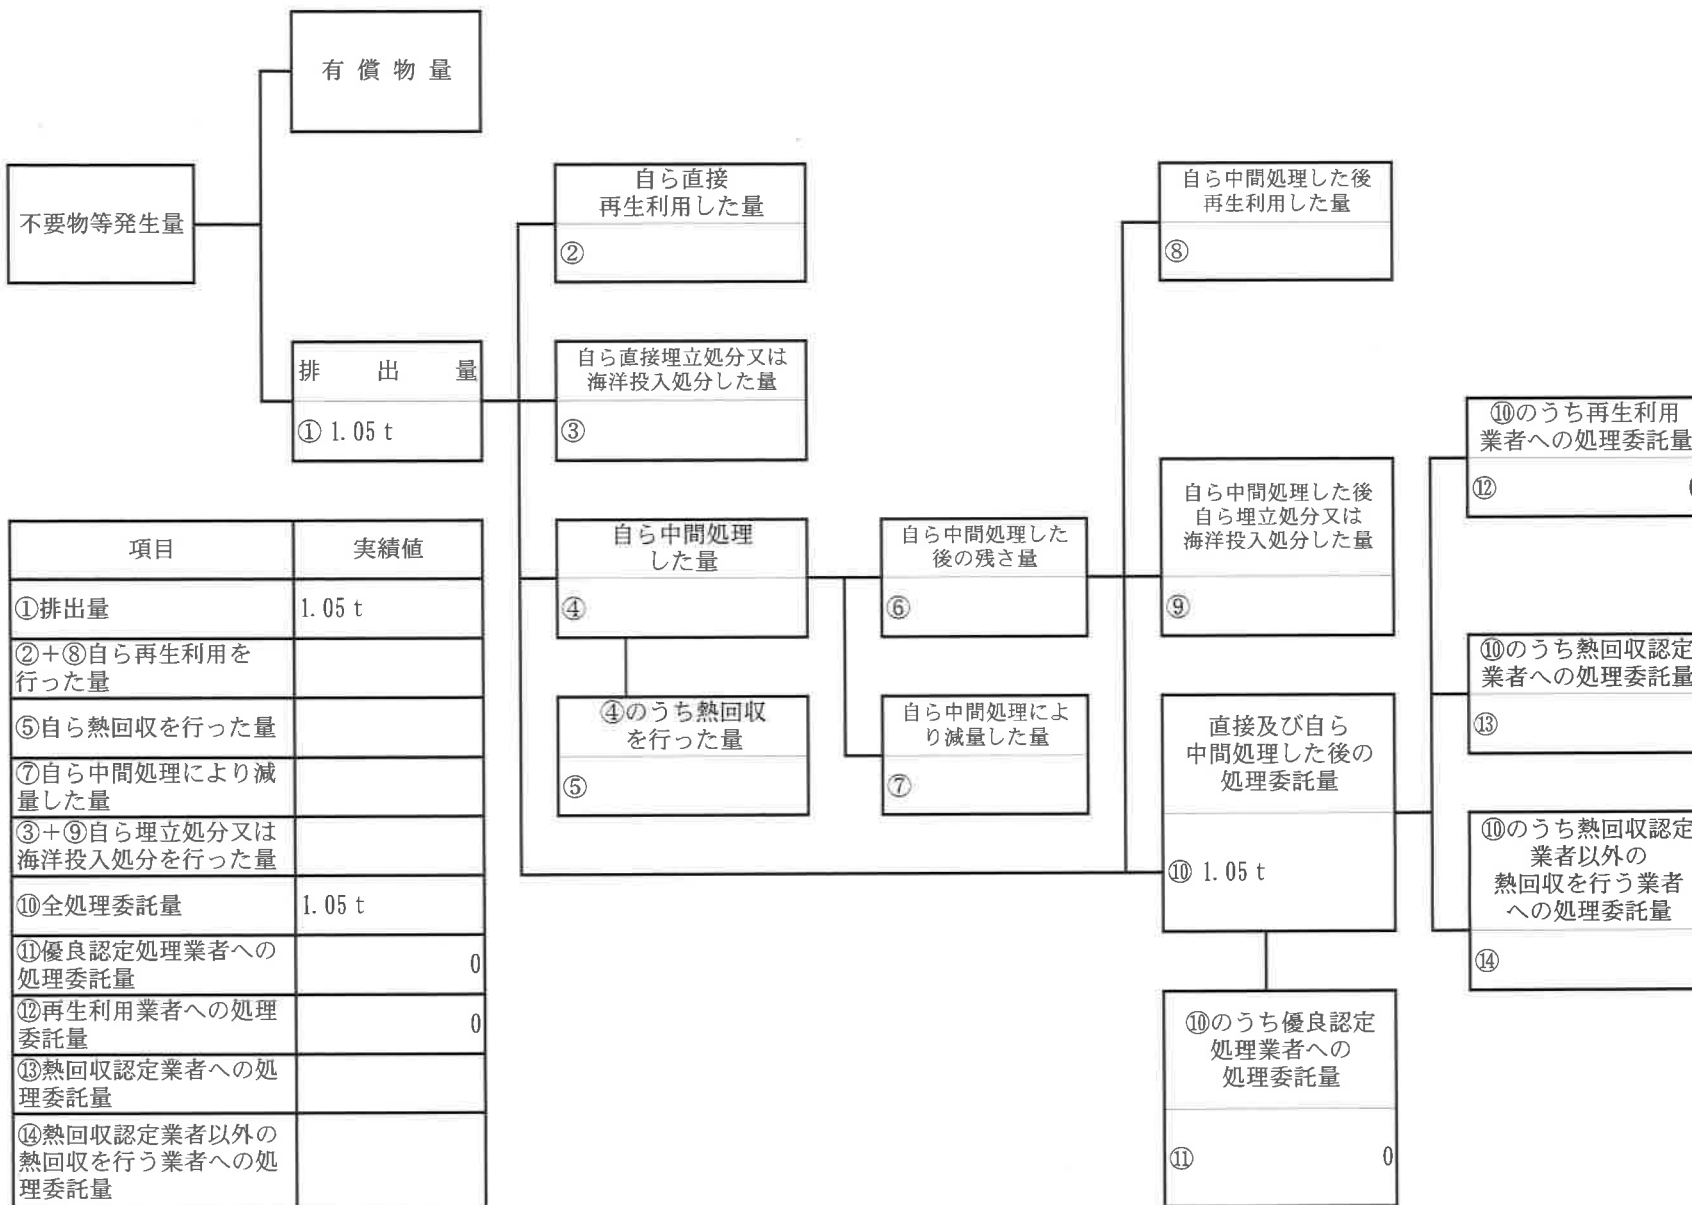 有償物量
不要物等発生量
排出量
① 1.05 t
自ら直接
再生利用した量
②
自ら直接埋立処分又は
海洋投入処分した量
③
自ら中間処理
した量
④
④のうち熱回収
を行った量
⑤
自ら中間処理した
後の残さ量
⑥
自ら中間処理によ
り減量した量
⑦
自ら中間処理した後
再生利用した量
⑧
自ら中間処理した後
自ら埋立処分又は
海洋投入処分した量
⑨
直接及び自ら
中間処理した後の
処理委託量
⑩ 1.05 t
⑩のうち優良認定
処理業者への
処理委託量
⑪ 0
⑩のうち再生利用
業者への処理委託量
⑫
⑩のうち熱回収認定
業者への処理委託量
⑬
⑩のうち熱回収認定
業者以外の
熱回収を行う業者
への処理委託量
⑭
項目 実績値
①排出量 1.05 t
②+⑧自ら再生利用を
行った量
⑤自ら熱回収を行った量
⑦自ら中間処理により減
量した量
③+⑨自ら埋立処分又は
海洋投入処分を行った量
⑩全処理委託量 1.05 t
⑪優良認定処理業者への
処理委託量 0
⑫再生利用業者への処理
委託量 0
⑬熱回収認定業者への処
理委託量
⑭熱回収認定業者以外の
熱回収を行う業者への処
理委託量